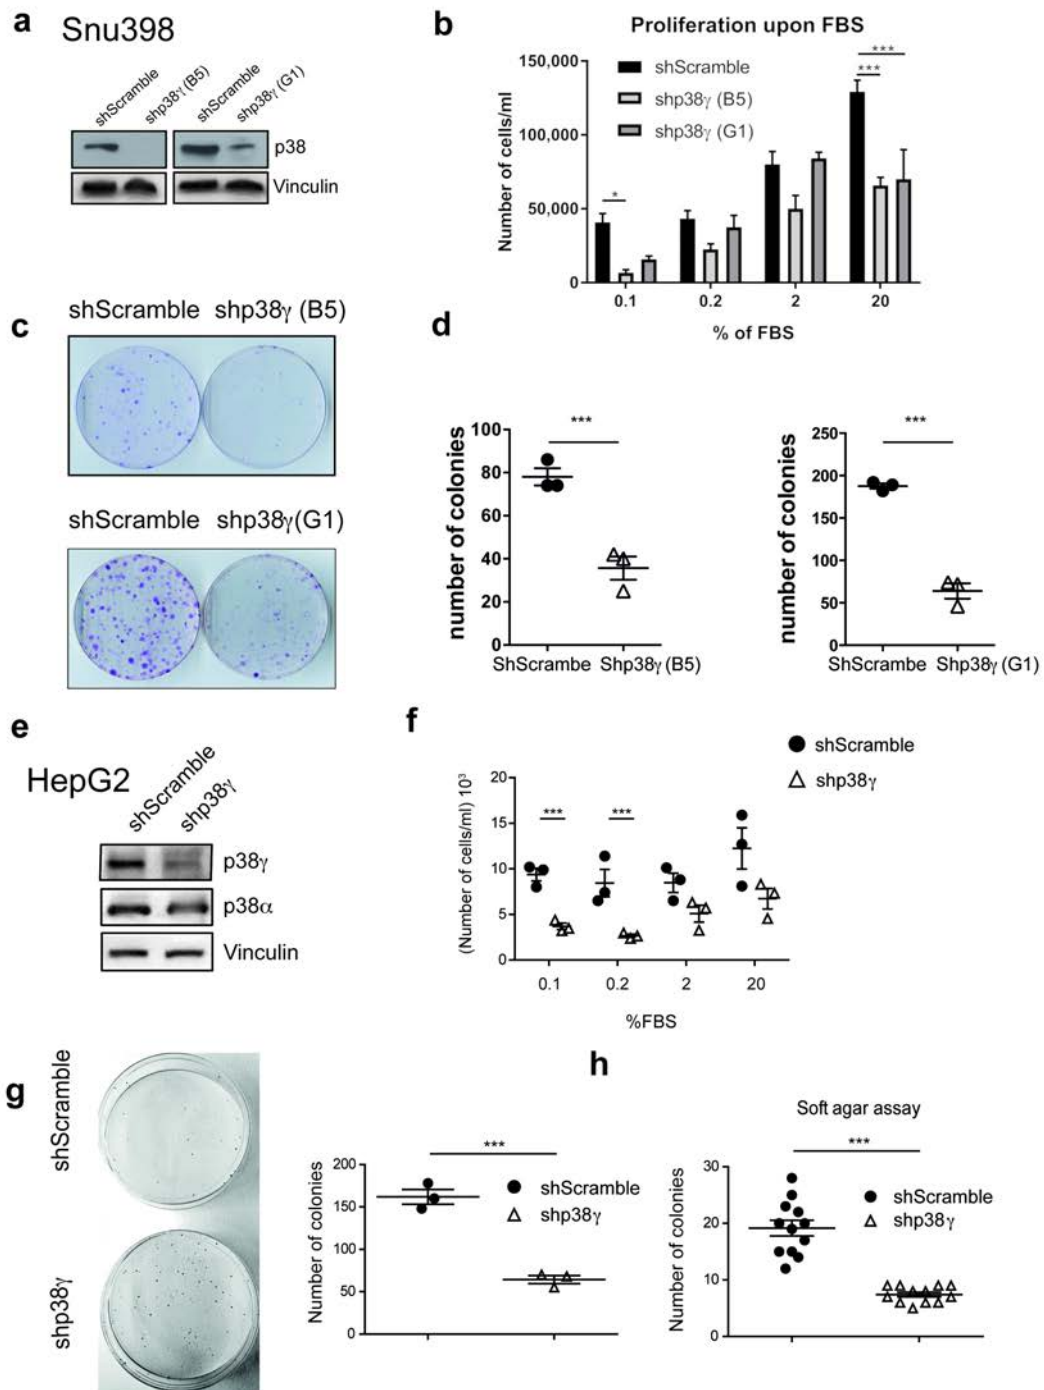 a Snu398
shScramble
shp38γ (B5)
shScramble
shp38γ (G1)
p38
Vinculin
b
Proliferation upon FBS
Number of cells/ml
150,000
100,000
50,000
0
shScramble
shp38γ (B5)
shp38γ (G1)
*
***
***
0.1 0.2 2 20
% of FBS
c
shScramble shp38γ (B5)
shScramble shp38γ(G1)
d
number of colonies
100
80
60
40
20
0
***
ShScrambe Shp38γ (B5)
number of colonies
250
200
150
100
50
0
***
ShScrambe Shp38γ (G1)
e
HepG2
shScramble
shp38γ
p38γ
p38α
Vinculin
f
shScramble
shp38γ
(Number of cells/ml) 10³
20
15
10
5
0
*** ***
0.1 0.2 2 20
%FBS
g
shScramble
shp38γ
Number of colonies
200
150
100
50
0
***
shScramble
shp38γ
h
Soft agar assay
Number of colonies
30
20
10
0
***
shScramble
shp38γ